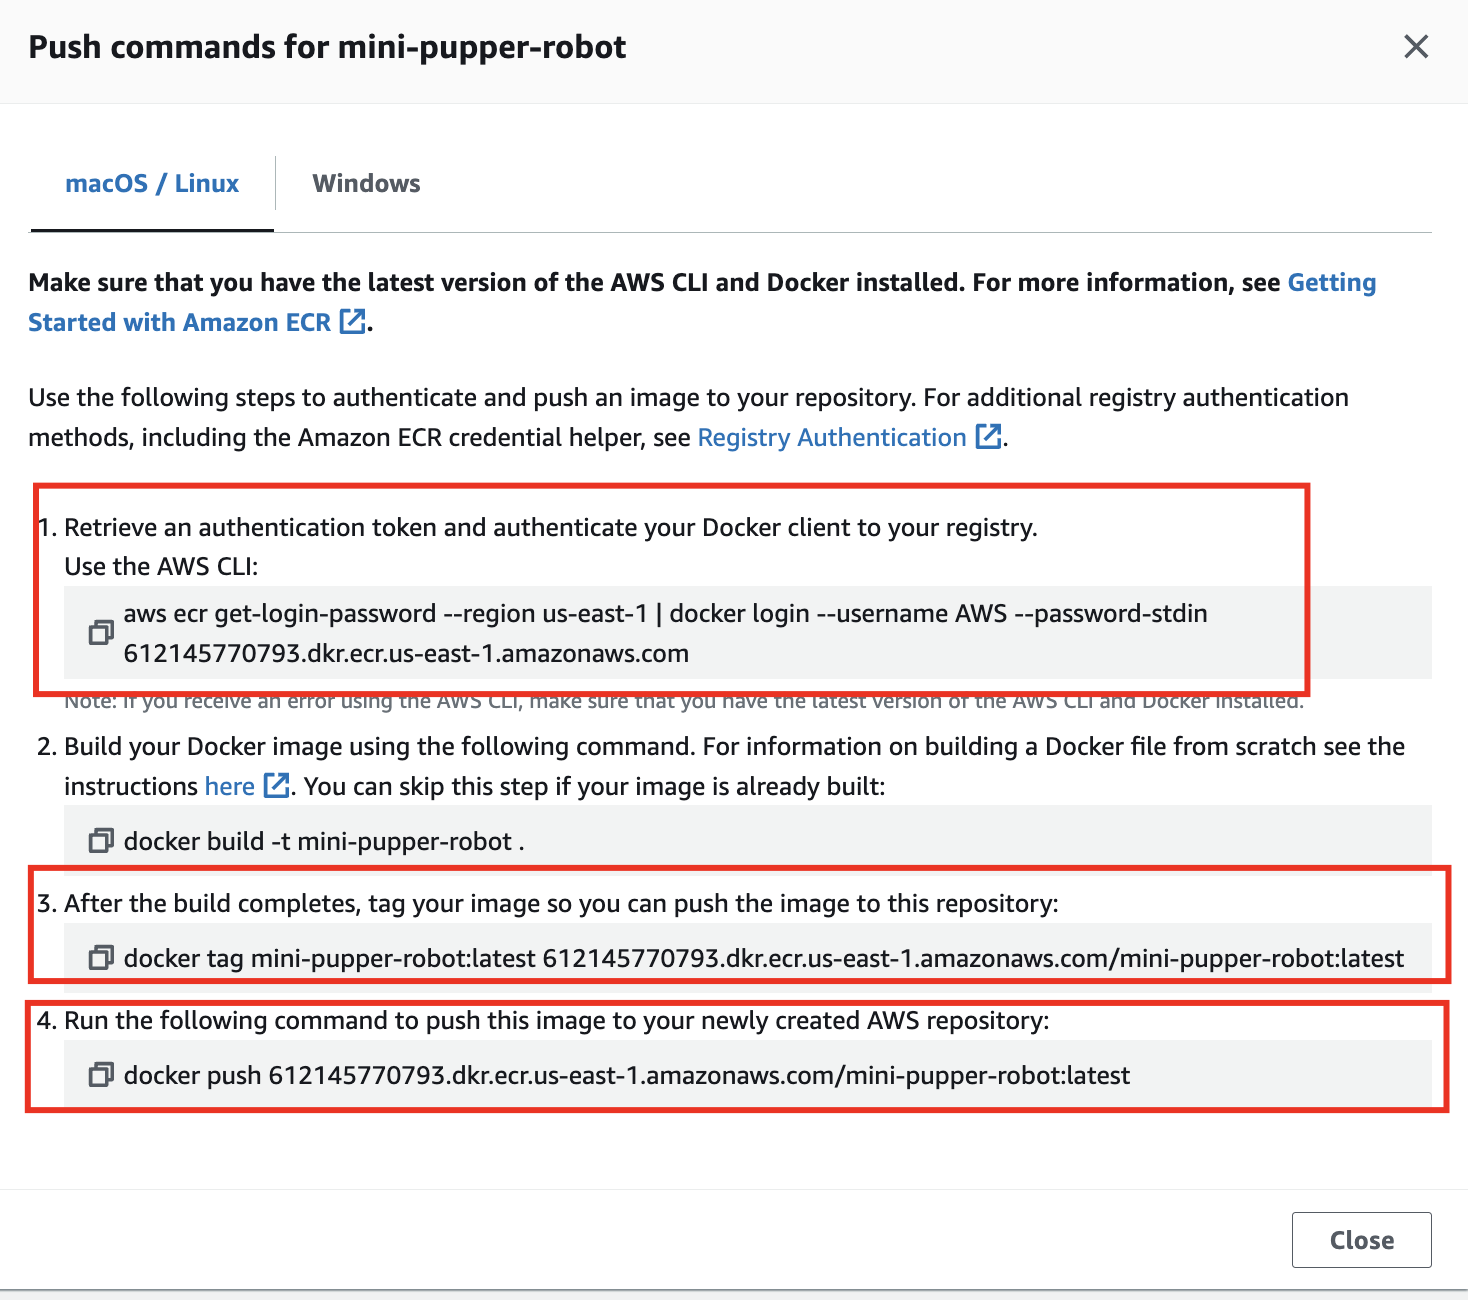 Push commands for mini-pupper-robot
macOS / Linux
Windows
Make sure that you have the latest version of the AWS CLI and Docker installed. For more information, see Getting
Started with Amazon ECR .
Use the following steps to authenticate and push an image to your repository. For additional registry authentication
methods, including the Amazon ECR credential helper, see Registry Authentication .
1. Retrieve an authentication token and authenticate your Docker client to your registry.
Use the AWS CLI:
aws ecr get-login-password --region us-east-1 | docker login --username AWS --password-stdin
612145770793.dkr.ecr.us-east-1.amazonaws.com
Note: If you receive an error using the AWS CLI, make sure that you have the latest version of the AWS CLI and Docker installed.
2. Build your Docker image using the following command. For information on building a Docker file from scratch see the
instructions here . You can skip this step if your image is already built:
docker build -t mini-pupper-robot .
3. After the build completes, tag your image so you can push the image to this repository:
docker tag mini-pupper-robot:latest 612145770793.dkr.ecr.us-east-1.amazonaws.com/mini-pupper-robot:latest
4. Run the following command to push this image to your newly created AWS repository:
docker push 612145770793.dkr.ecr.us-east-1.amazonaws.com/mini-pupper-robot:latest
Close